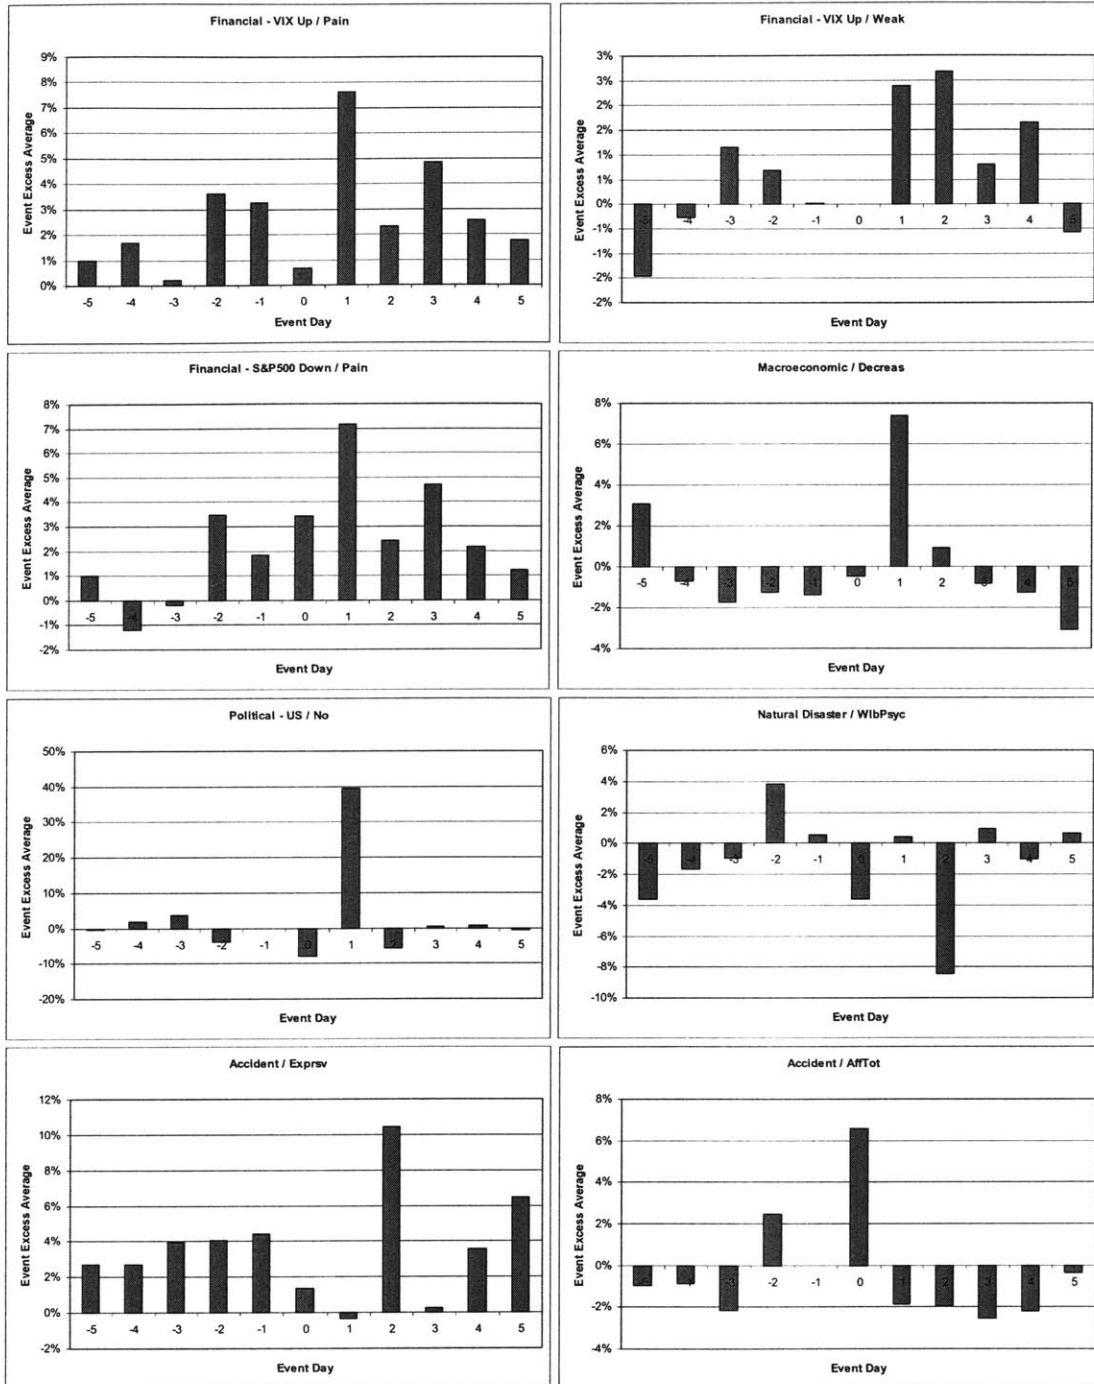 Financial - VIX Up / Pain
9%
8%
7%
6%
5%
4%
3%
2%
1%
0%
Event Excess Average
-5 -4 -3 -2 -1 0 1 2 3 4 5
Event Day
Financial - VIX Up / Weak
3%
3%
2%
2%
1%
1%
0%
-1%
-1%
-2%
-2%
Event Excess Average
-5 -4 -3 -2 -1 0 1 2 3 4 5
Event Day
Financial - S&P500 Down / Pain
8%
7%
6%
5%
4%
3%
2%
1%
0%
-1%
-2%
Event Excess Average
-5 -4 -3 -2 -1 0 1 2 3 4 5
Event Day
Macroeconomic / Decreas
8%
6%
4%
2%
0%
-2%
-4%
Event Excess Average
-5 -4 -3 -2 -1 0 1 2 3 4 5
Event Day
Political - US / No
50%
40%
30%
20%
10%
0%
-10%
-20%
Event Excess Average
-5 -4 -3 -2 -1 0 1 2 3 4 5
Event Day
Natural Disaster / WlbPsyc
6%
4%
2%
0%
-2%
-4%
-6%
-8%
-10%
Event Excess Average
-5 -4 -3 -2 -1 0 1 2 3 4 5
Event Day
Accident / Exprsv
12%
10%
8%
6%
4%
2%
0%
-2%
Event Excess Average
-5 -4 -3 -2 -1 0 1 2 3 4 5
Event Day
Accident / AffTot
8%
6%
4%
2%
0%
-2%
-4%
Event Excess Average
-5 -4 -3 -2 -1 0 1 2 3 4 5
Event Day